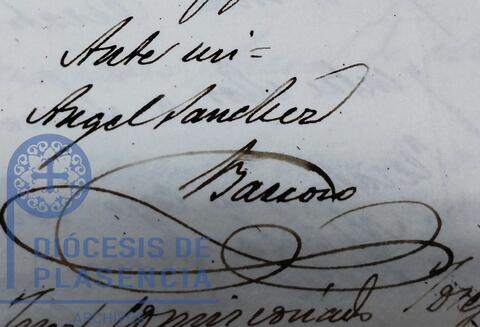 Ante mi=
Angel Sanchez
Barroso
DIÓCESIS DE
PLASENCIA